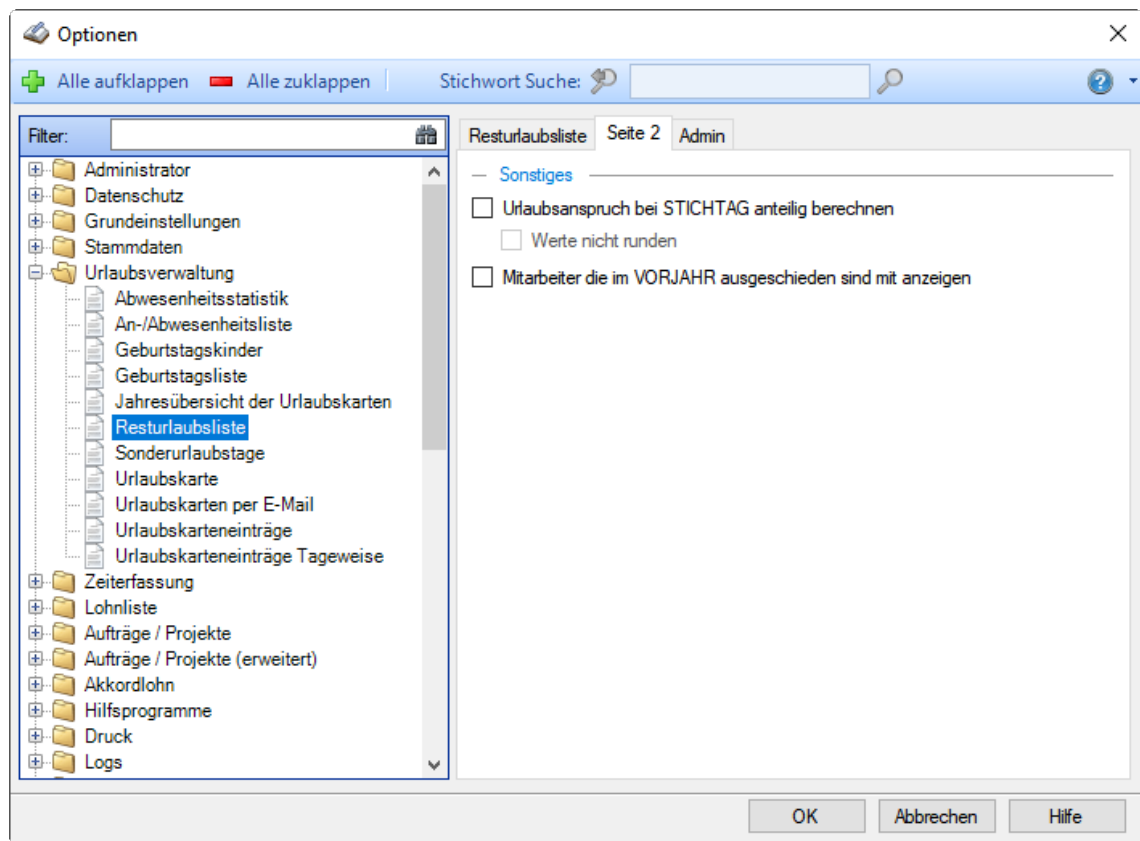 Optionen
Alle aufklappen Alle zuklappen Stichwort Suche:
Filter:
Administrator
Datenschutz
Grundeinstellungen
Stammdaten
Urlaubsverwaltung
Abwesenheitsstatistik
An-/Abwesenheitsliste
Geburtstagskinder
Geburtstagsliste
Jahresübersicht der Urlaubskarten
Resturlaubsliste
Sonderurlaubstage
Urlaubskarte
Urlaubskarten per E-Mail
Urlaubskarteneinträge
Urlaubskarteneinträge Tageweise
Zeiterfassung
Lohnliste
Aufträge / Projekte
Aufträge / Projekte (erweitert)
Akkordlohn
Hilfsprogramme
Druck
Logs
Resturlaubsliste Seite 2 Admin
Sonstiges
Urlaubsanspruch bei STICHTAG anteilig berechnen
Werte nicht runden
Mitarbeiter die im VORJAHR ausgeschieden sind mit anzeigen
OK Abbrechen Hilfe